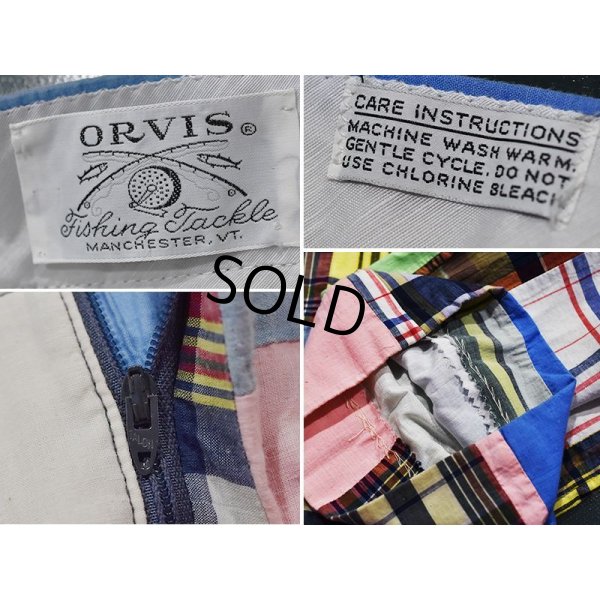 ORVIS®
Fishing Tackle
MANCHESTER, VT.
CARE INSTRUCTIONS
MACHINE WASH WARM,
GENTLE CYCLE, DO NOT
USE CHLORINE BLEACH
SOLD